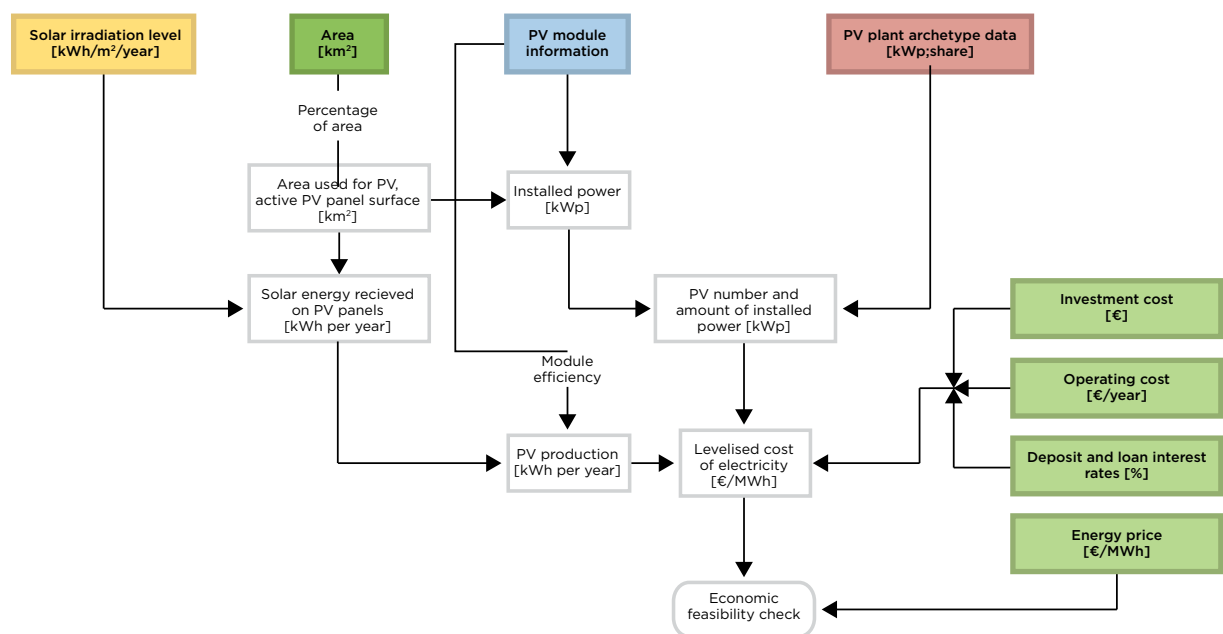 Solar irradiation level
[kWh/m²/year]
Area
[km²]
PV module
information
PV plant archetype data
[kWp;share]
Percentage
of area
Area used for PV,
active PV panel surface
[km²]
Installed power
[kWp]
Solar energy recieved
on PV panels
[kWh per year]
PV number and
amount of installed
power [kWp]
Investment cost
[€]
Module
efficiency
Operating cost
[€/year]
PV production
[kWh per year]
Levelised cost
of electricity
[€/MWh]
Deposit and loan interest
rates [%]
Energy price
[€/MWh]
Economic
feasibility check